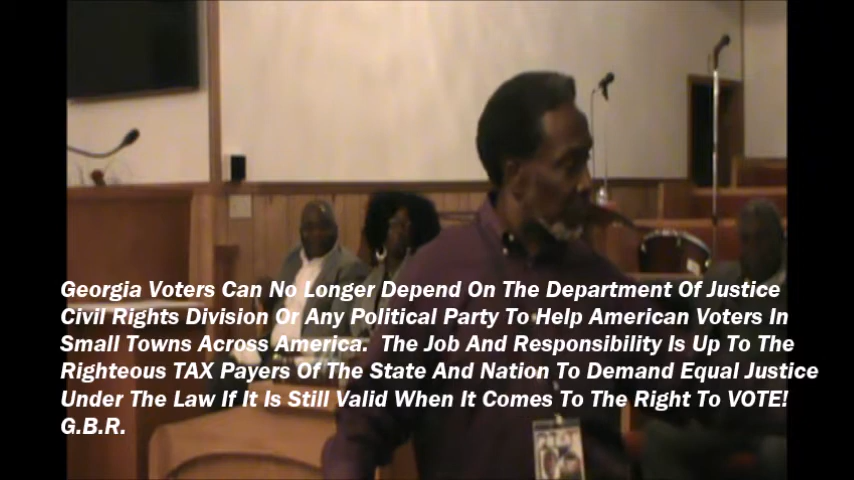 Georgia Voters Can No Longer Depend On The Department Of Justice
Civil Rights Division Or Any Political Party To Help American Voters In
Small Towns Across America.  The Job And Responsibility Is Up To The
Righteous TAX Payers Of The State And Nation To Demand Equal Justice
Under The Law If It Is Still Valid When It Comes To The Right To VOTE!
G.B.R.